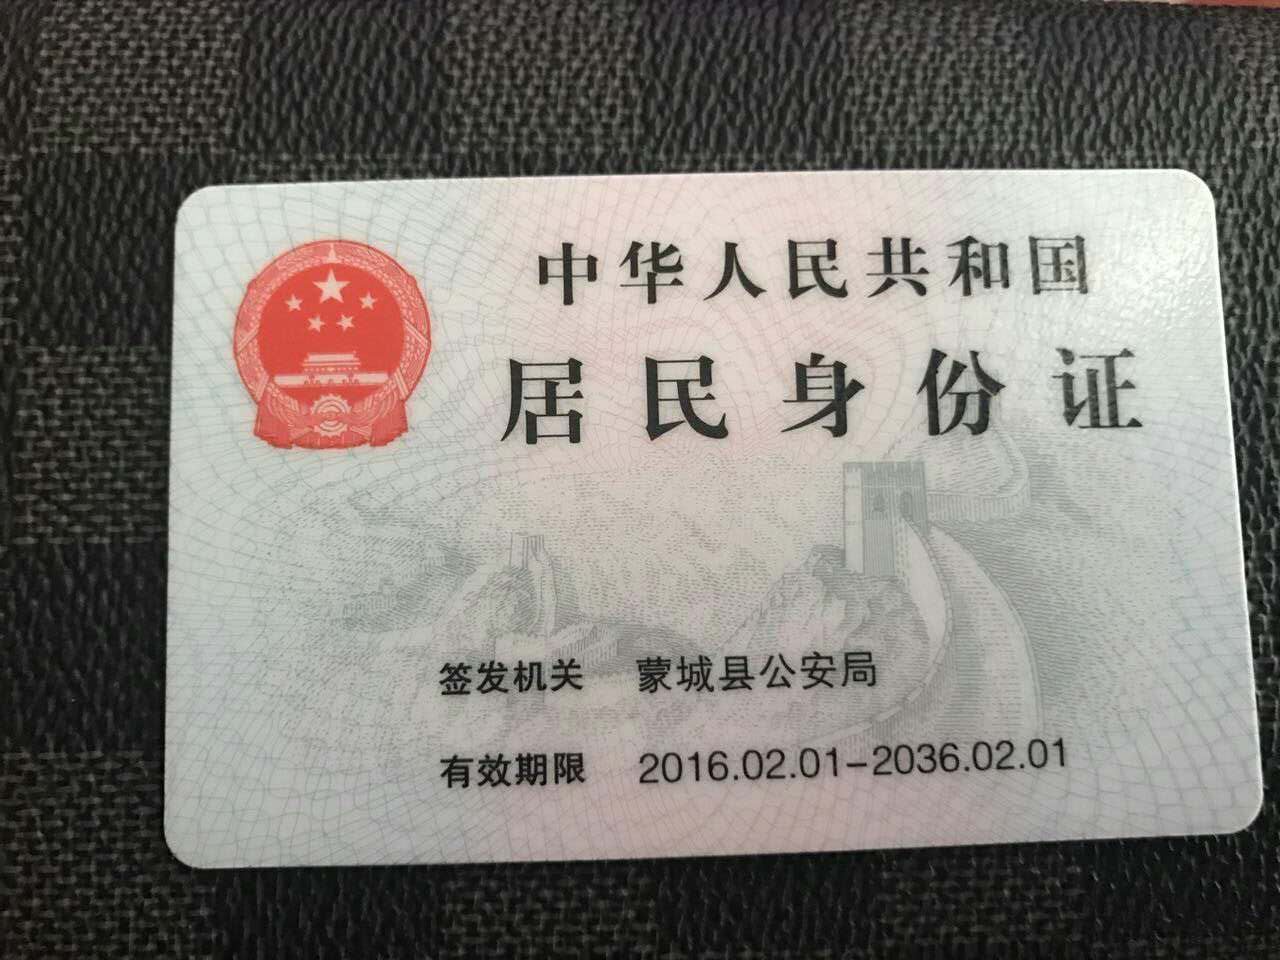 中华人民共和国
居民身份证
签发机关 蒙城县公安局
有效期限 2016.02.01-2036.02.01